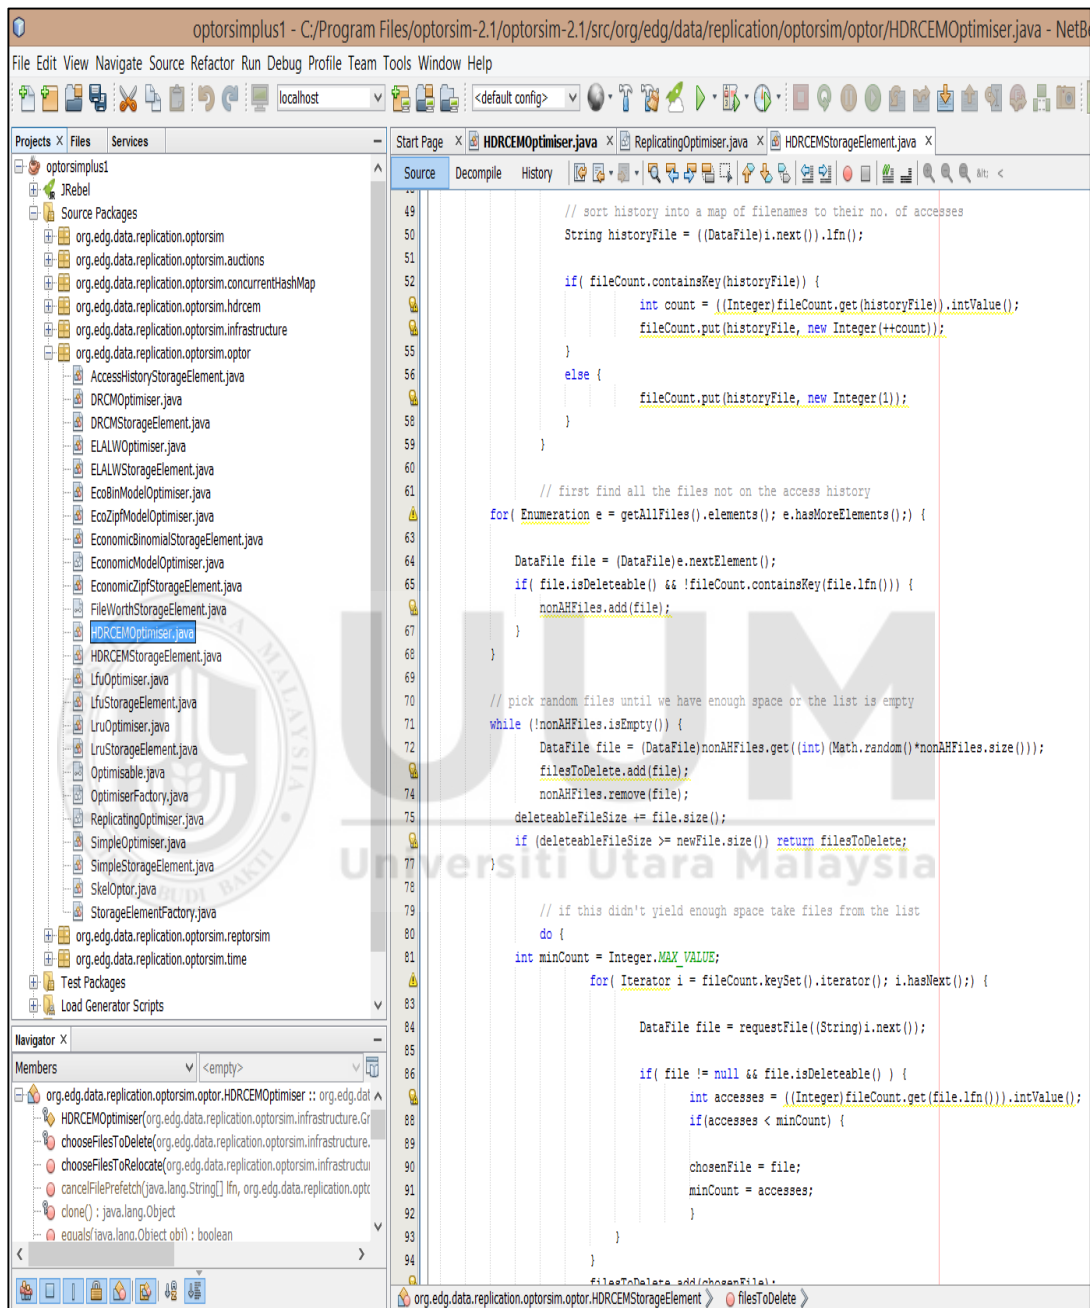 optorsimplus1 - C:/Program Files/optorsim-2.1/optorsim-2.1/src/org/edg/data/replication/optorsim/optor/HDRCEMOptimiser.java - NetBe
File Edit View Navigate Source Refactor Run Debug Profile Team Tools Window Help
localhost
<default config>
Projects
Files
Services
optorsimplus1
JRebel
Source Packages
org.edg.data.replication.optorsim
org.edg.data.replication.optorsim.auctions
org.edg.data.replication.optorsim.concurrentHashMap
org.edg.data.replication.optorsim.hdrcem
org.edg.data.replication.optorsim.infrastructure
org.edg.data.replication.optorsim.optor
AccessHistoryStorageElement.java
DRCMOptimiser.java
DRCMStorageElement.java
ELALWOptimiser.java
ELALWStorageElement.java
EcoBinModelOptimiser.java
EcoZipfModelOptimiser.java
EconomicBinomialStorageElement.java
EconomicModelOptimiser.java
EconomicZipfStorageElement.java
FileWorthStorageElement.java
HDRCEMOptimiser.java
HDRCEMStorageElement.java
LfuOptimiser.java
LfuStorageElement.java
LruOptimiser.java
LruStorageElement.java
Optimisable.java
OptimiserFactory.java
ReplicatingOptimiser.java
SimpleOptimiser.java
SimpleStorageElement.java
SkelOptor.java
StorageElementFactory.java
org.edg.data.replication.optorsim.reptorsim
org.edg.data.replication.optorsim.time
Test Packages
Load Generator Scripts
Navigator
Members
<empty>
org.edg.data.replication.optorsim.optor.HDRCEMOptimiser :: org.edg.dat
HDRCEMOptimiser(org.edg.data.replication.optorsim.infrastructure.Gr
chooseFilesToDelete(org.edg.data.replication.optorsim.infrastructure.
chooseFilesToRelocate(org.edg.data.replication.optorsim.infrastructu
cancelFilePrefetch(java.lang.String[] lfn, org.edg.data.replication.opto
clone() : java.lang.Object
equals(java.lang.Object obj) : boolean
Start Page
HDRCEMOptimiser.java
ReplicatingOptimiser.java
HDRCEMStorageElement.java
Source
Decompile
History
&lt; <
49 // sort history into a map of filenames to their no. of accesses
50 String historyFile = ((DataFile)i.next()).lfn();
51
52 if( fileCount.containsKey(historyFile)) {
int count = ((Integer)fileCount.get(historyFile)).intValue();
fileCount.put(historyFile, new Integer(++count));
55 }
56 else {
fileCount.put(historyFile, new Integer(1));
58 }
59 }
60
61 // first find all the files not on the access history
for( Enumeration e = getAllFiles().elements(); e.hasMoreElements();) {
63
64 DataFile file = (DataFile)e.nextElement();
65 if( file.isDeleteable() && !fileCount.containsKey(file.lfn())) {
nonAHFiles.add(file);
67 }
68 }
69
70 // pick random files until we have enough space or the list is empty
71 while (!nonAHFiles.isEmpty()) {
72 DataFile file = (DataFile)nonAHFiles.get((int)(Math.random()*nonAHFiles.size()));
filesToDelete.add(file);
74 nonAHFiles.remove(file);
75 deleteableFileSize += file.size();
if (deleteableFileSize >= newFile.size()) return filesToDelete;
77 }
78
79 // if this didn't yield enough space take files from the list
80 do {
81 int minCount = Integer.MAX_VALUE;
for( Iterator i = fileCount.keySet().iterator(); i.hasNext();) {
83
84 DataFile file = requestFile((String)i.next());
85
86 if( file != null && file.isDeleteable() ) {
int accesses = ((Integer)fileCount.get(file.lfn())).intValue();
88 if(accesses < minCount) {
89
90 chosenFile = file;
91 minCount = accesses;
92 }
93 }
94 }
filesToDelete.add(chosenFile);
org.edg.data.replication.optorsim.optor.HDRCEMStorageElement
filesToDelete
UUM
Universiti Utara Malaysia